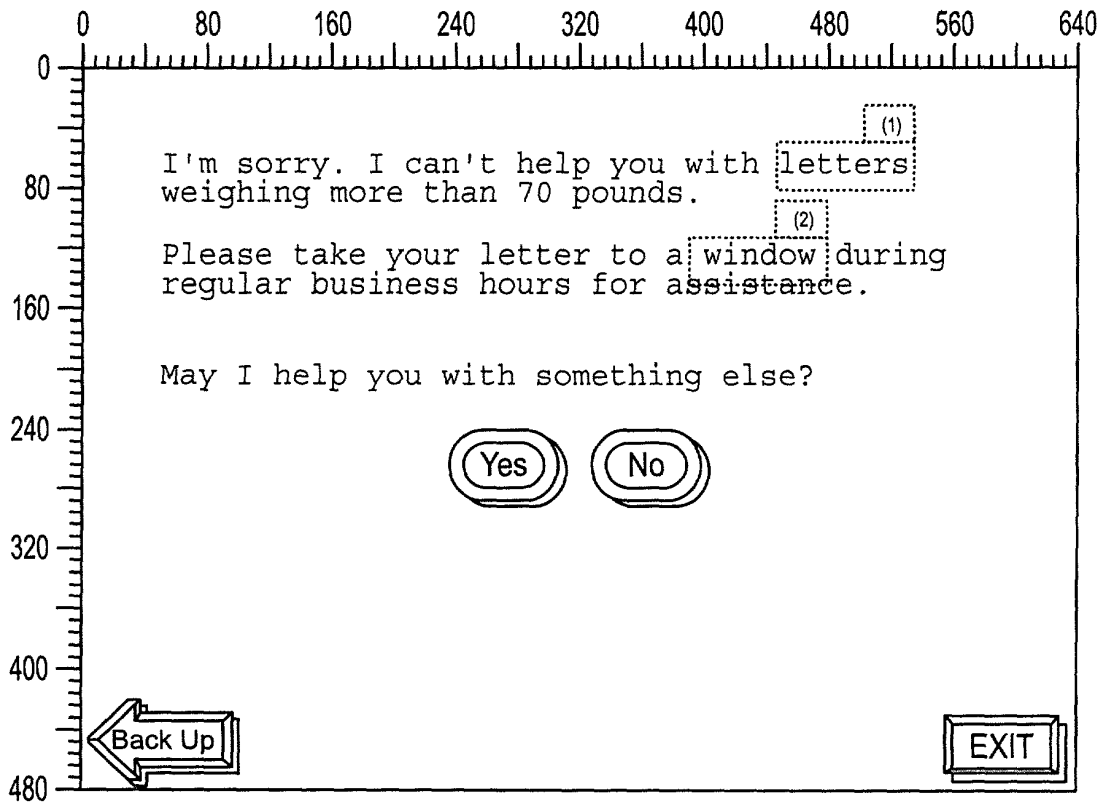 0 80 160 240 320 400 480 560 640
0
(1)
I'm sorry. I can't help you with letters
80
weighing more than 70 pounds.
(2)
Please take your letter to a window during
regular business hours for assistance.
160
May I help you with something else?
240
Yes No
320
400
Back Up EXIT
480